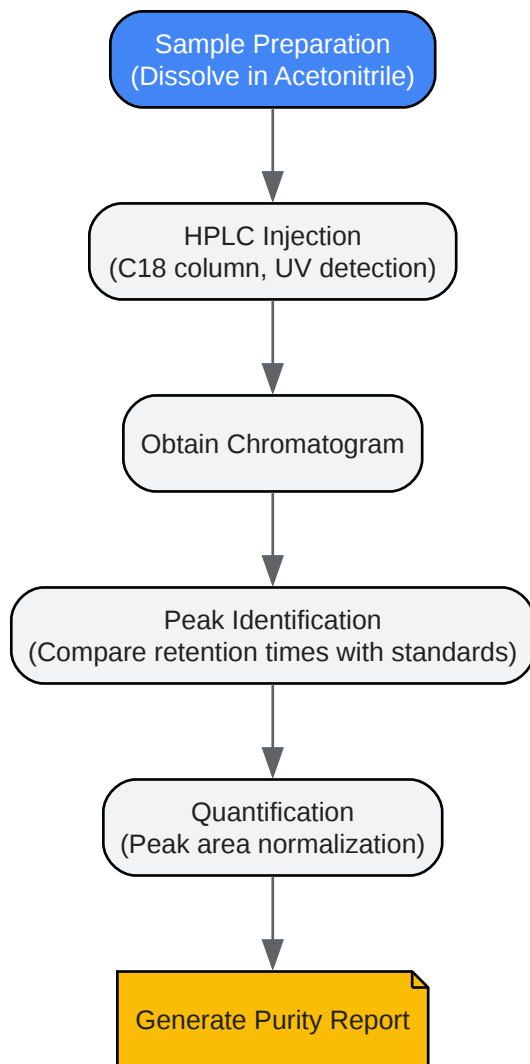 Sample Preparation
(Dissolve in Acetonitrile)
HPLC Injection
(C18 column, UV detection)
Obtain Chromatogram
Peak Identification
(Compare retention times with standards)
Quantification
(Peak area normalization)
Generate Purity Report